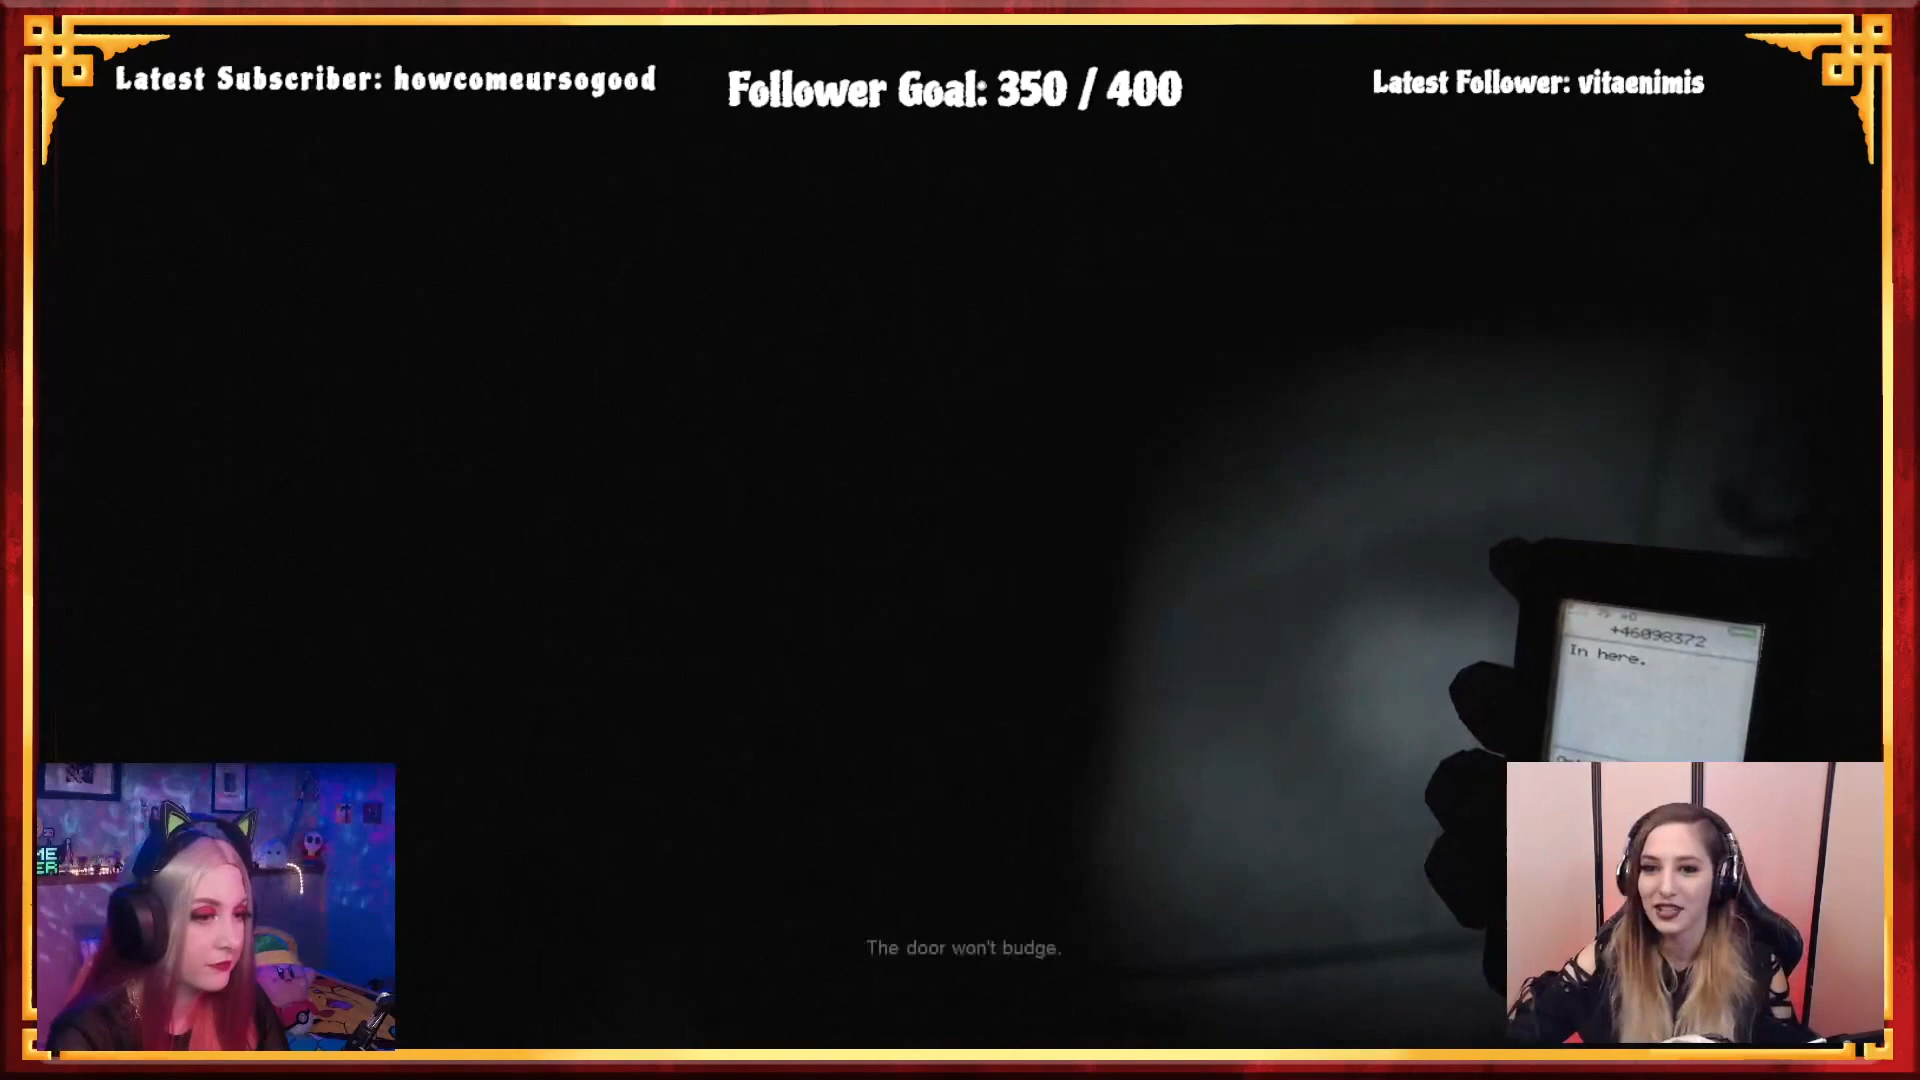 Latest Subscriber: howcomeursogood
Follower Goal: 350 / 400
Latest Follower: vitaenimis
+46098372
In here.
The door won't budge.